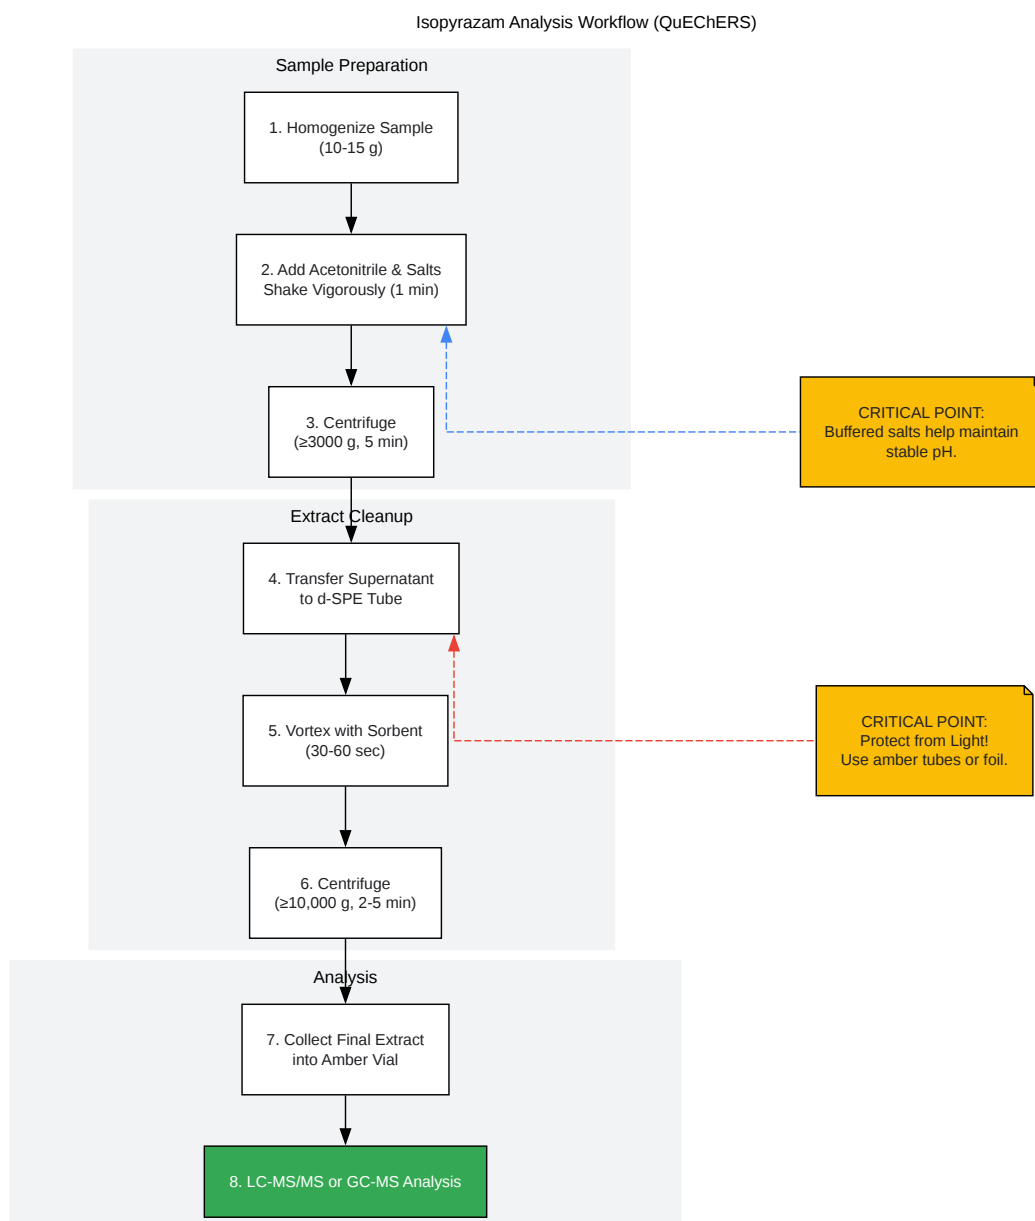 Isopyrazam Analysis Workflow (QuEChERS)
Sample Preparation
1. Homogenize Sample
(10-15 g)
2. Add Acetonitrile & Salts
Shake Vigorously (1 min)
3. Centrifuge
(≥3000 g, 5 min)
CRITICAL POINT:
Buffered salts help maintain
stable pH.
Extract Cleanup
4. Transfer Supernatant
to d-SPE Tube
5. Vortex with Sorbent
(30-60 sec)
CRITICAL POINT:
Protect from Light!
Use amber tubes or foil.
6. Centrifuge
(≥10,000 g, 2-5 min)
Analysis
7. Collect Final Extract
into Amber Vial
8. LC-MS/MS or GC-MS Analysis